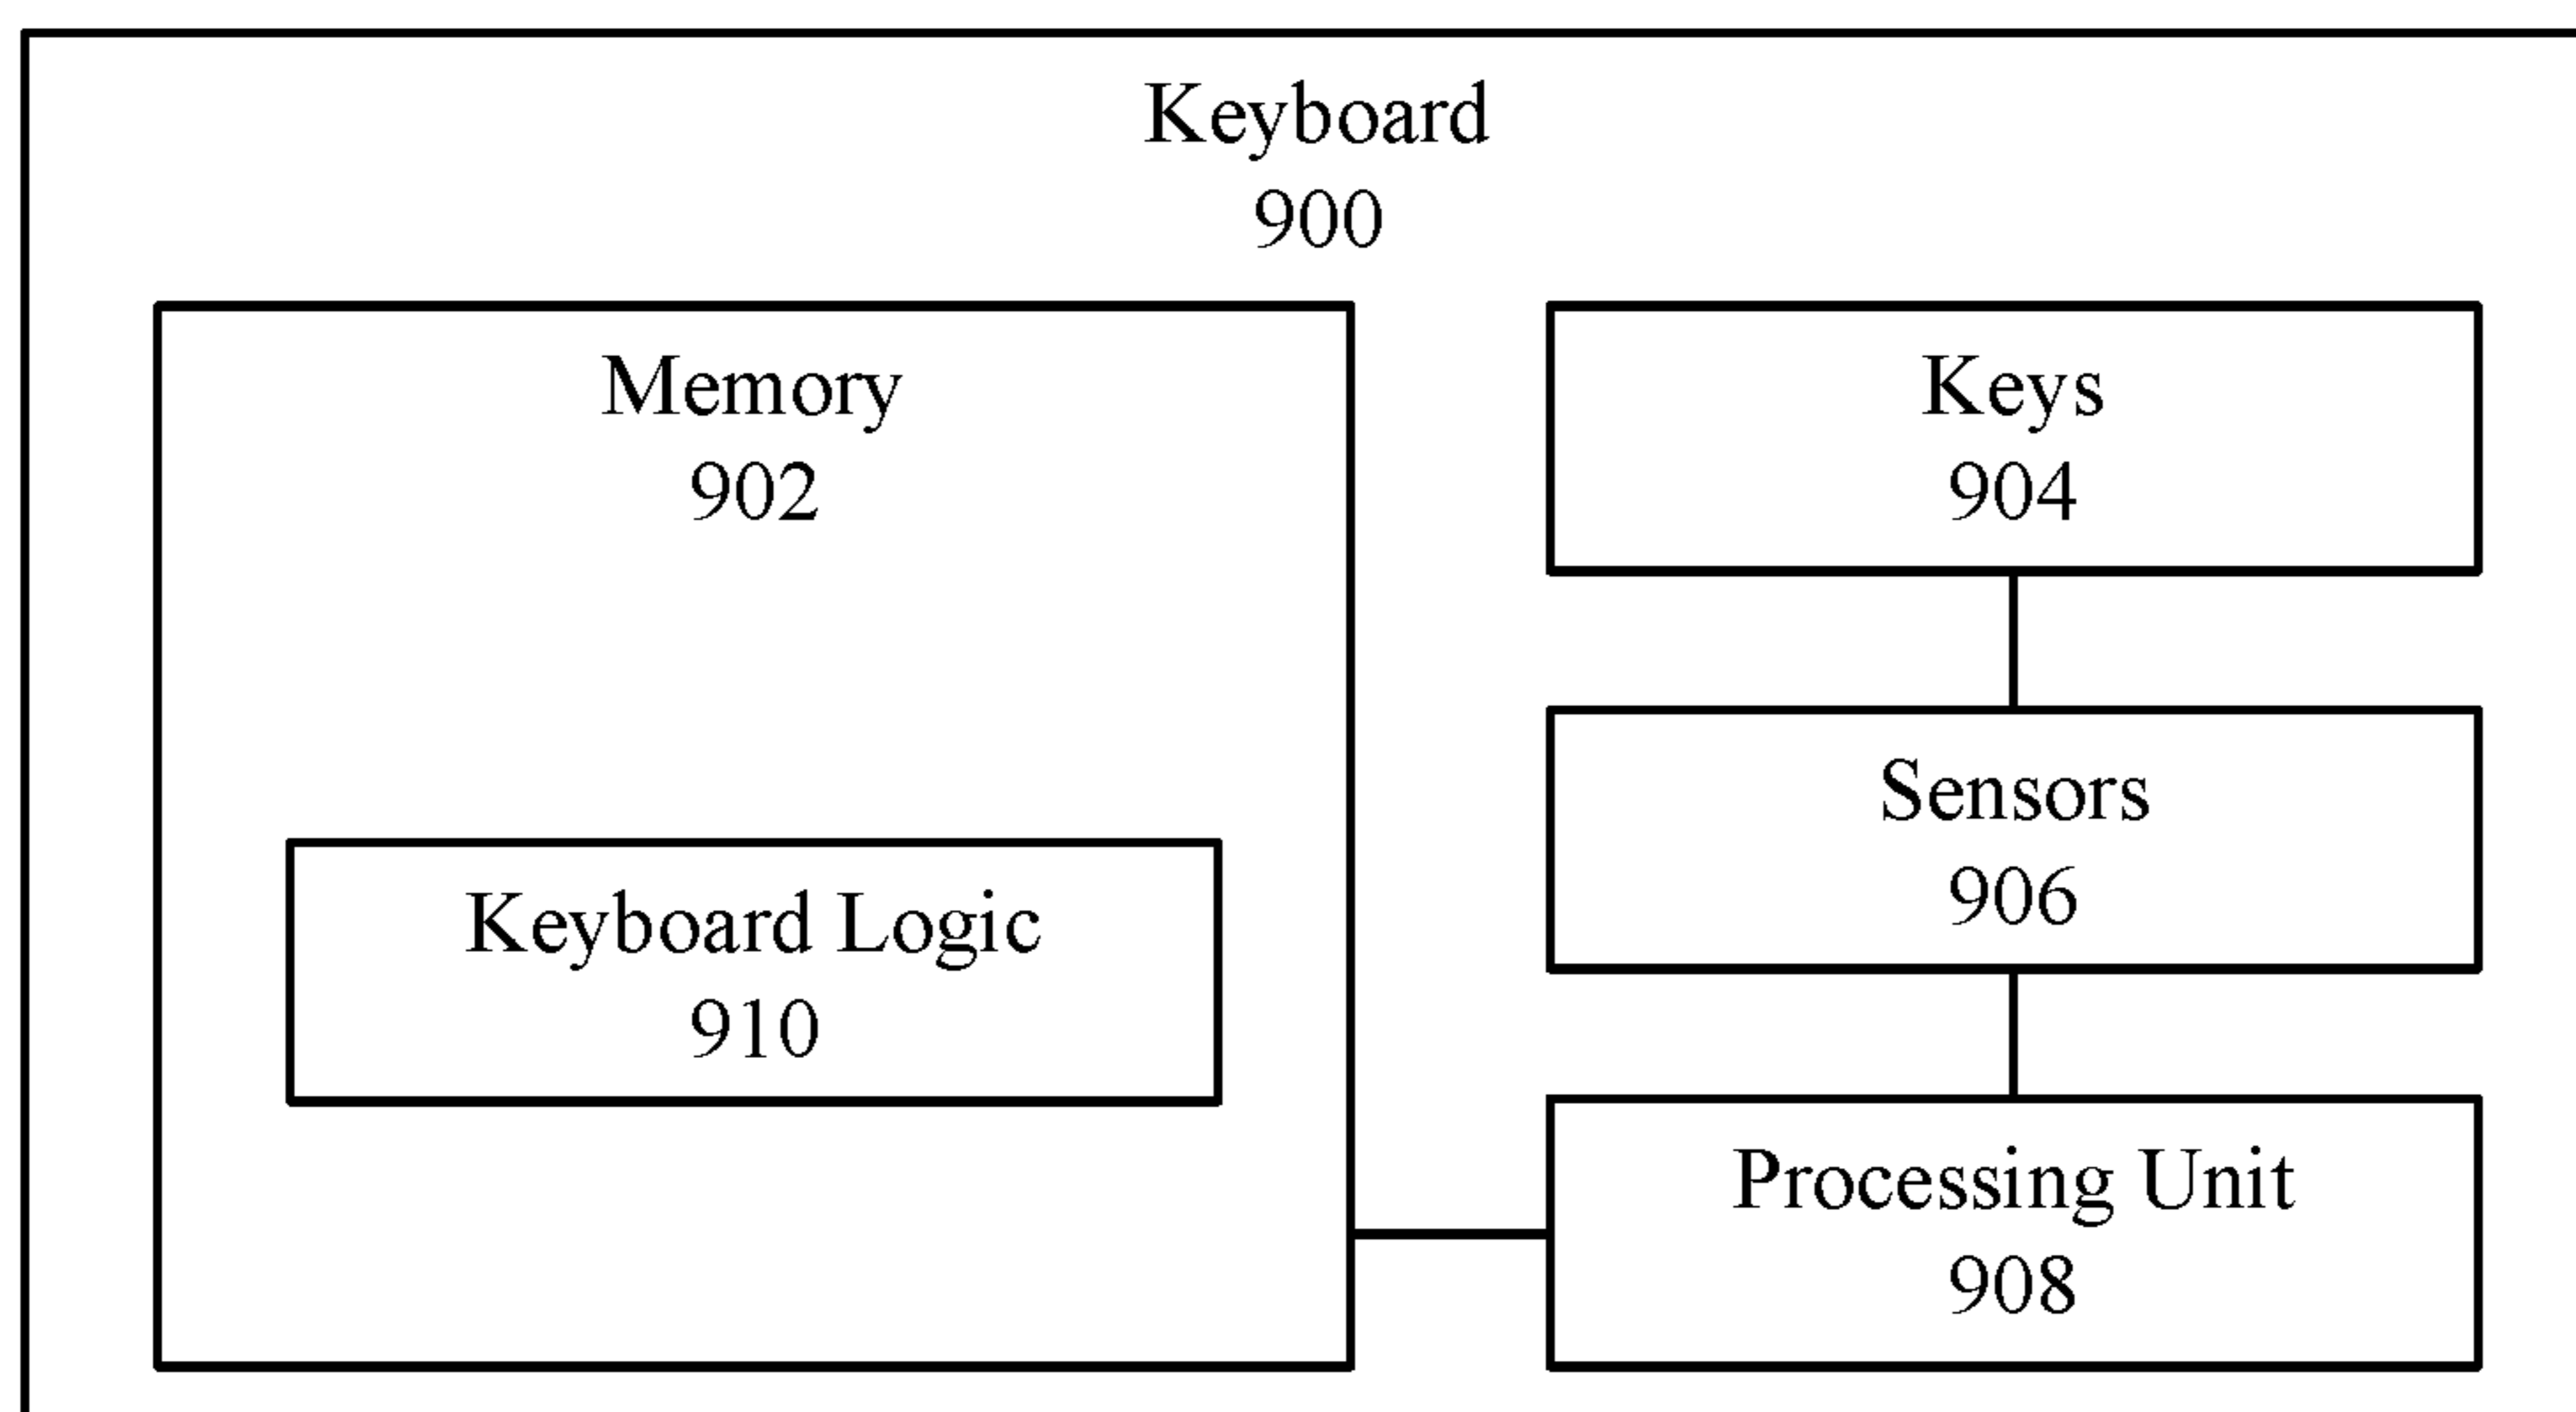 Keyboard
900
Memory
902
Keyboard Logic
910
Keys
904
Sensors
906
Processing Unit
908